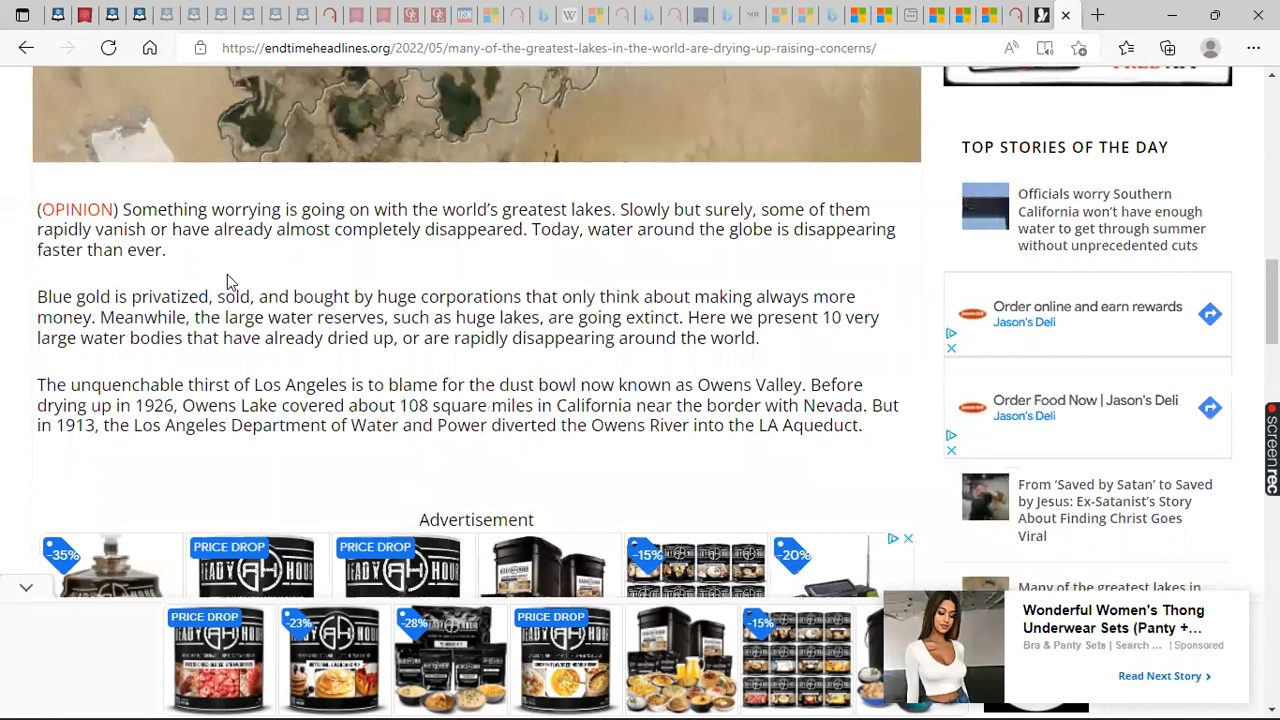 https://endtimeheadlines.org/2022/05/many-of-the-greatest-lakes-in-the-world-are-drying-up-raising-concerns/
(OPINION) Something worrying is going on with the world's greatest lakes. Slowly but surely, some of them
rapidly vanish or have already almost completely disappeared. Today, water around the globe is disappearing
faster than ever.
Blue gold is privatized, sold, and bought by huge corporations that only think about making always more
money. Meanwhile, the large water reserves, such as huge lakes, are going extinct. Here we present 10 very
large water bodies that have already dried up, or are rapidly disappearing around the world.
The unquenchable thirst of Los Angeles is to blame for the dust bowl now known as Owens Valley. Before
drying up in 1926, Owens Lake covered about 108 square miles in California near the border with Nevada. But
in 1913, the Los Angeles Department of Water and Power diverted the Owens River into the LA Aqueduct.
Advertisement
-35%
PRICE DROP
PRICE DROP
-15%
-20%
PRICE DROP
-23%
-28%
PRICE DROP
-15%
TOP STORIES OF THE DAY
Officials worry Southern
California won't have enough
water to get through summer
without unprecedented cuts
Order online and earn rewards
Jason's Deli
Order Food Now | Jason's Deli
Jason's Deli
From 'Saved by Satan' to Saved
by Jesus: Ex-Satanist's Story
About Finding Christ Goes
Viral
Many of the greatest lakes in
Wonderful Women's Thong
Underwear Sets (Panty +...
Bra & Panty Sets | Search ... | Sponsored
Read Next Story
screenrec